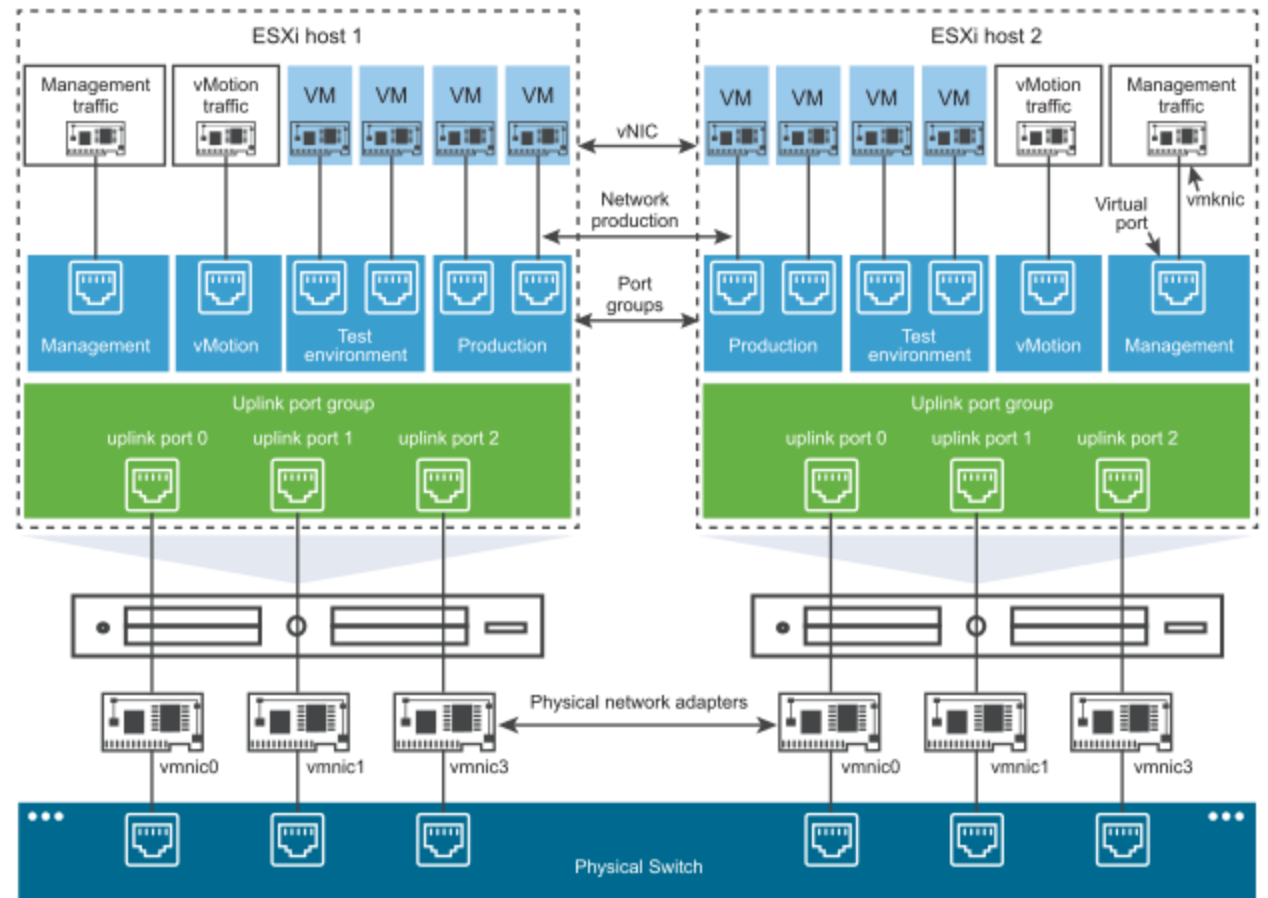 ESXi host 1
ESXi host 2
Management
traffic
vMotion
traffic
VM
VM
VM
VM
vNIC
VM
VM
VM
VM
vMotion
traffic
Management
traffic
Network
production
Virtual
port
vmknic
Management
vMotion
Test
environment
Production
Port
groups
Production
Test
environment
vMotion
Management
Uplink port group
uplink port 0
uplink port 1
uplink port 2
Uplink port group
uplink port 0
uplink port 1
uplink port 2
Physical network adapters
vmnic0
vmnic1
vmnic3
vmnic0
vmnic1
vmnic3
Physical Switch